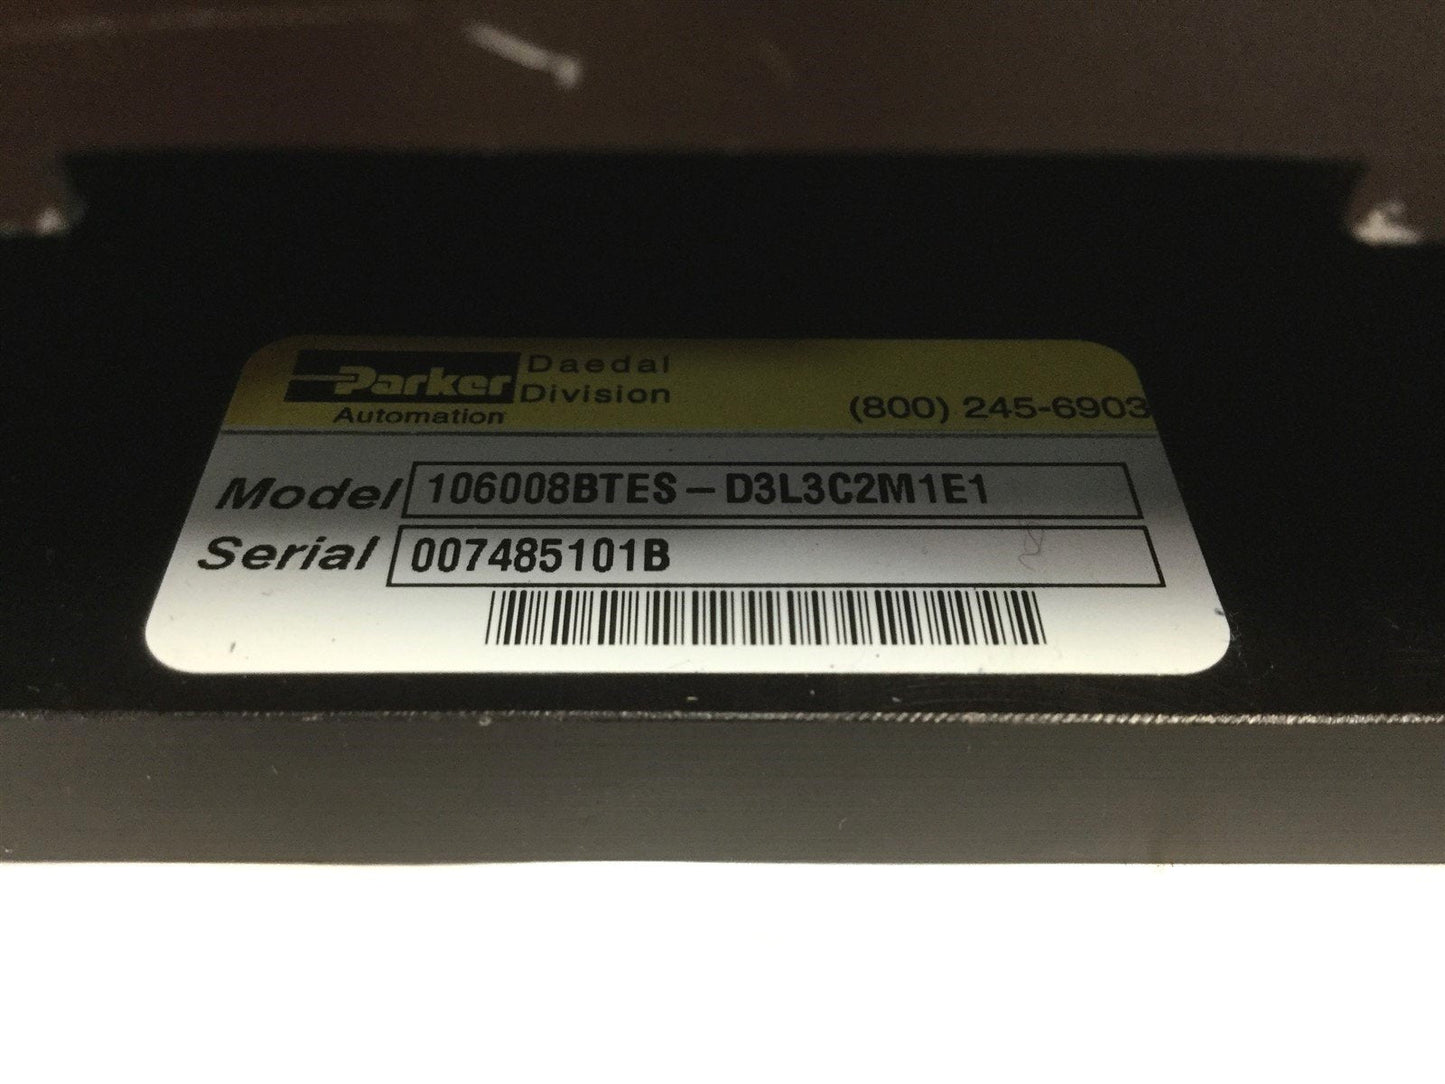 Parker Daedal
Division
Automation
(800) 245-6903
Model 106008BTES-D3L3C2M1E1
Serial 007485101B